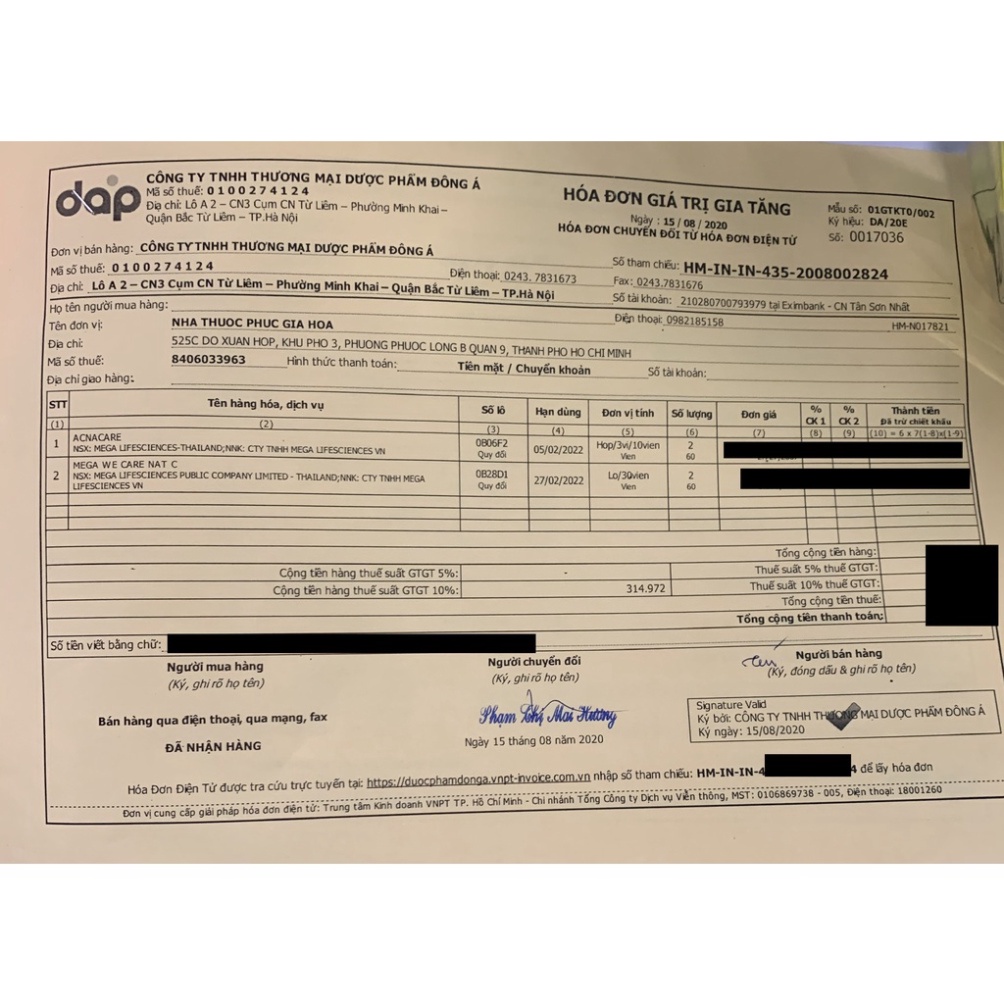 dap
CÔNG TY TNHH THƯƠNG MẠI DƯỢC PHẨM ĐÔNG Á
Mã số thuế: 0100274124
Địa chỉ: Lô A 2 – CN3 Cụm CN Từ Liêm – Phường Minh Khai –
Quận Bắc Từ Liêm – TP.Hà Nội
HÓA ĐƠN GIÁ TRỊ GIA TĂNG
Ngày : 15 / 08 / 2020
HÓA ĐƠN CHUYỂN ĐỔI TỪ HÓA ĐƠN ĐIỆN TỬ
Mẫu số: 01GTKT0/002
Ký hiệu: DA/20E
Số: 0017036
Đơn vị bán hàng: CÔNG TY TNHH THƯƠNG MẠI DƯỢC PHẨM ĐÔNG Á
Mã số thuế: 0100274124 Điện thoại: 0243. 7831673
Địa chỉ: Lô A 2 – CN3 Cụm CN Từ Liêm – Phường Minh Khai – Quận Bắc Từ Liêm – TP.Hà Nội
Số tham chiếu: HM-IN-IN-435-2008002824
Fax: 0243.7831676
Số tài khoản: 210280700793979 tại Eximbank - CN Tân Sơn Nhất
Họ tên người mua hàng: Điện thoại: 0982185158 HM-N017821
Tên đơn vị: NHA THUOC PHUC GIA HOA
Địa chỉ: 525C DO XUAN HOP, KHU PHO 3, PHUONG PHUOC LONG B QUAN 9, THANH PHO HO CHI MINH
Mã số thuế: 8406033963 Hình thức thanh toán: Tiền mặt / Chuyển khoản Số tài khoản:
Địa chỉ giao hàng:
STT Tên hàng hóa, dịch vụ Số lô Hạn dùng Đơn vị tính Số lượng Đơn giá % CK 1 % CK 2 Thành tiền Đã trừ chiết khấu
(1) (2) (3) (4) (5) (6) (7) (8) (9) (10) = 6 x 7(1-8)x(1-9)
1 ACNACARE 0B06F2 05/02/2022 Hop/3vi/10vien 2
NSX: MEGA LIFESCIENCES-THAILAND;NNK: CTY TNHH MEGA LIFESCIENCES VN Quy đổi Vien 60
2 MEGA WE CARE NAT C 0B28D1 27/02/2022 Lo/30vien 2
NSX: MEGA LIFESCIENCES PUBLIC COMPANY LIMITED - THAILAND;NNK: CTY TNHH MEGA Quy đổi Vien 60
LIFESCIENCES VN
Tổng cộng tiền hàng:
Cộng tiền hàng thuế suất GTGT 5%: - Thuế suất 5% thuế GTGT:
Cộng tiền hàng thuế suất GTGT 10%: 314.972 Thuế suất 10% thuế GTGT:
Tổng cộng tiền thuế:
Tổng cộng tiền thanh toán:
Số tiền viết bằng chữ:
Người mua hàng Người chuyển đổi Người bán hàng
(Ký, ghi rõ họ tên) (Ký, ghi rõ họ tên) (Ký, đóng dấu & ghi rõ họ tên)
Bán hàng qua điện thoại, qua mạng, fax
ĐÃ NHẬN HÀNG
Phạm Thị Mai Hương
Ngày 15 tháng 08 năm 2020
Signature Valid
Ký bởi: CÔNG TY TNHH THƯƠNG MẠI DƯỢC PHẨM ĐÔNG Á
Ký ngày: 15/08/2020
Hóa Đơn Điện Tử được tra cứu trực tuyến tại: https://duocphamdonga.vnpt-invoice.com.vn nhập số tham chiếu: HM-IN-IN-4 4 để lấy hóa đơn
Đơn vị cung cấp giải pháp hóa đơn điện tử: Trung tâm Kinh doanh VNPT TP. Hồ Chí Minh - Chi nhánh Tổng Công ty Dịch vụ Viễn thông, MST: 0106869738 - 005, Điện thoại: 18001260